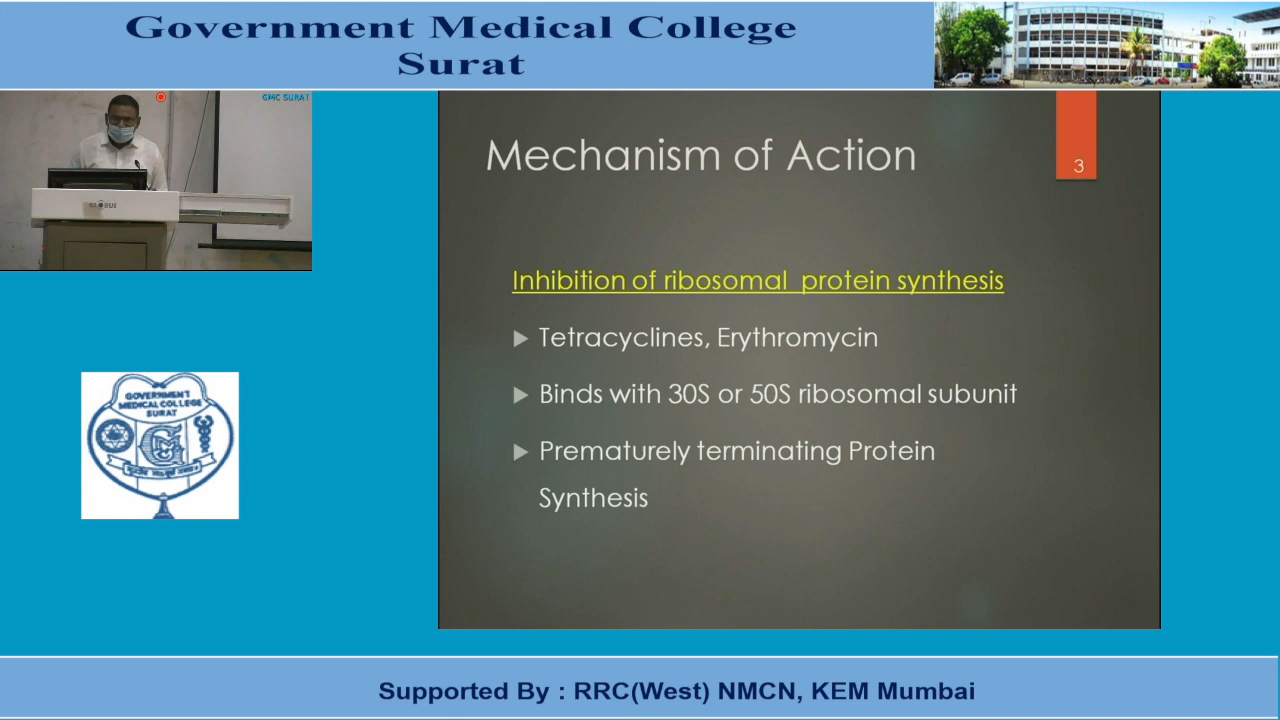 Government Medical College
Surat
GMC SURAT
GLOBUS
Mechanism of Action
3
Inhibition of ribosomal protein synthesis
Tetracyclines, Erythromycin
Binds with 30S or 50S ribosomal subunit
Prematurely terminating Protein
Synthesis
GOVERNMENT
MEDICAL COLLEGE
SURAT
Supported By : RRC(West) NMCN, KEM Mumbai